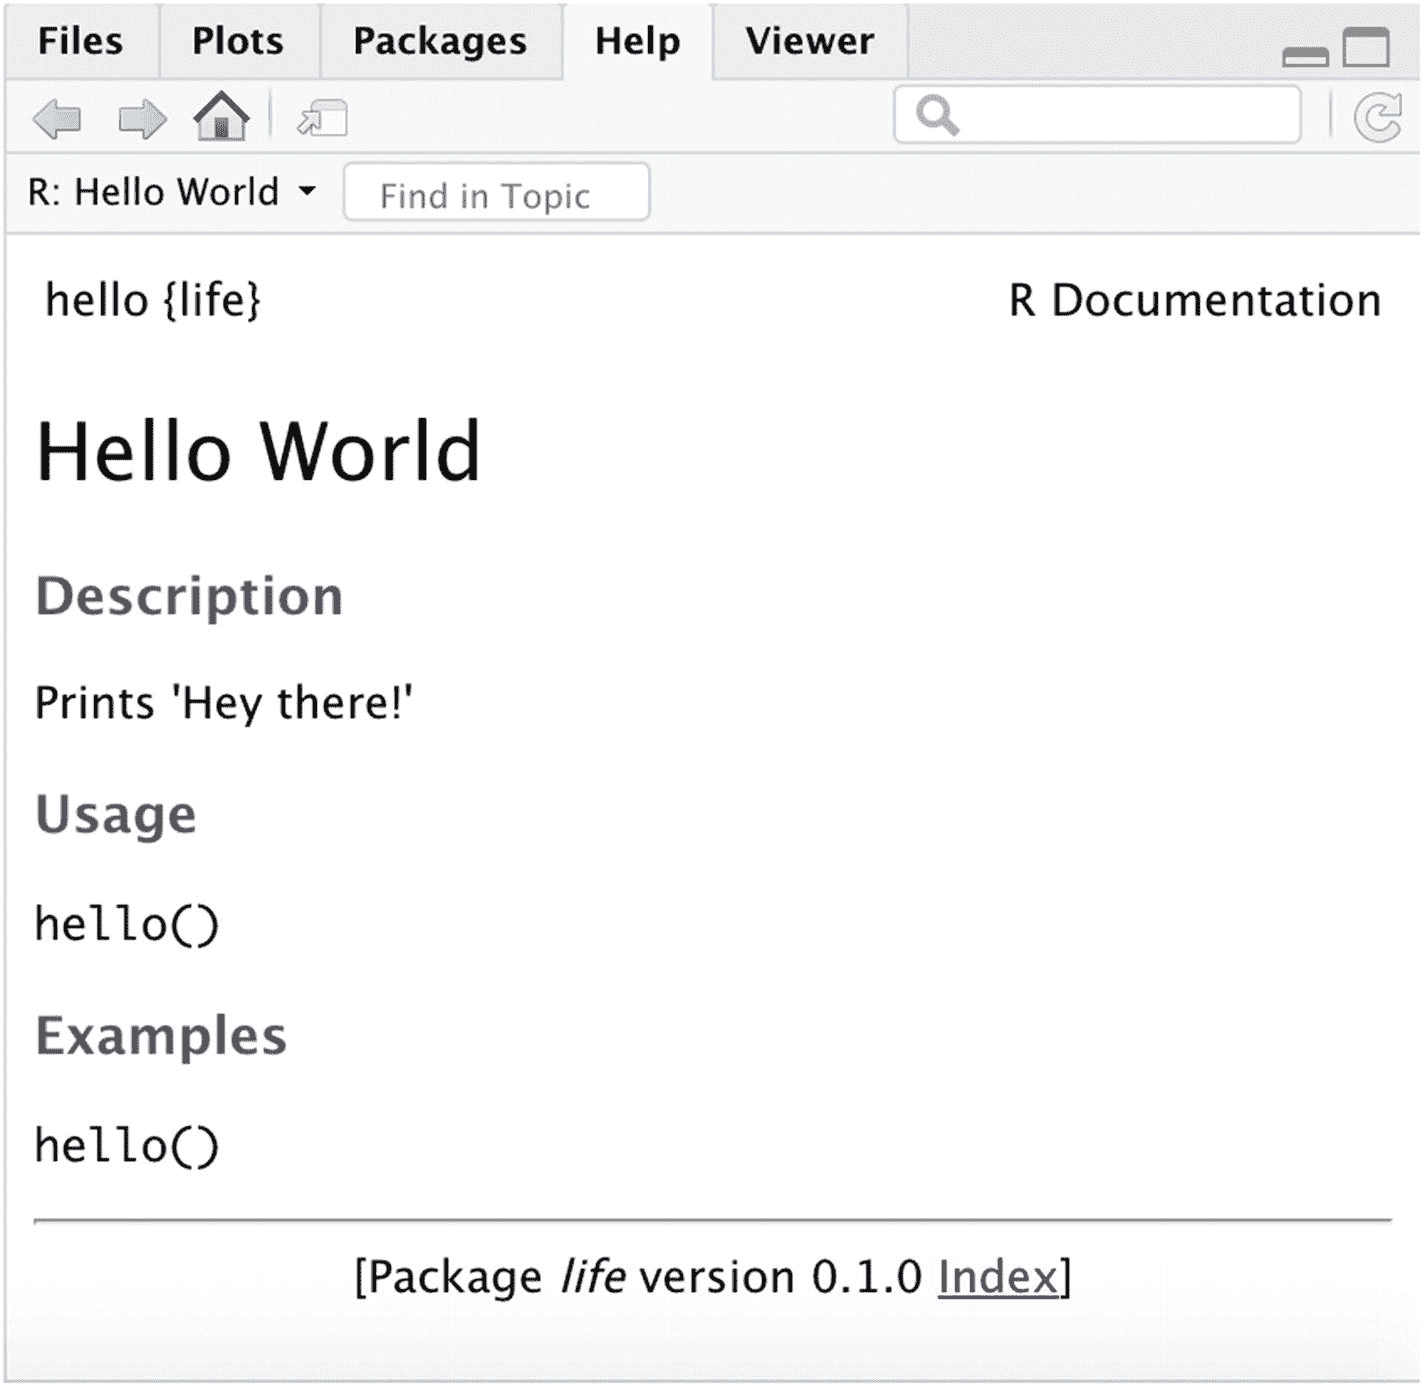 Files Plots Packages Help Viewer
R: Hello World Find in Topic
hello {life} R Documentation
Hello World
Description
Prints 'Hey there!'
Usage
hello()
Examples
hello()
[Package life version 0.1.0 Index]